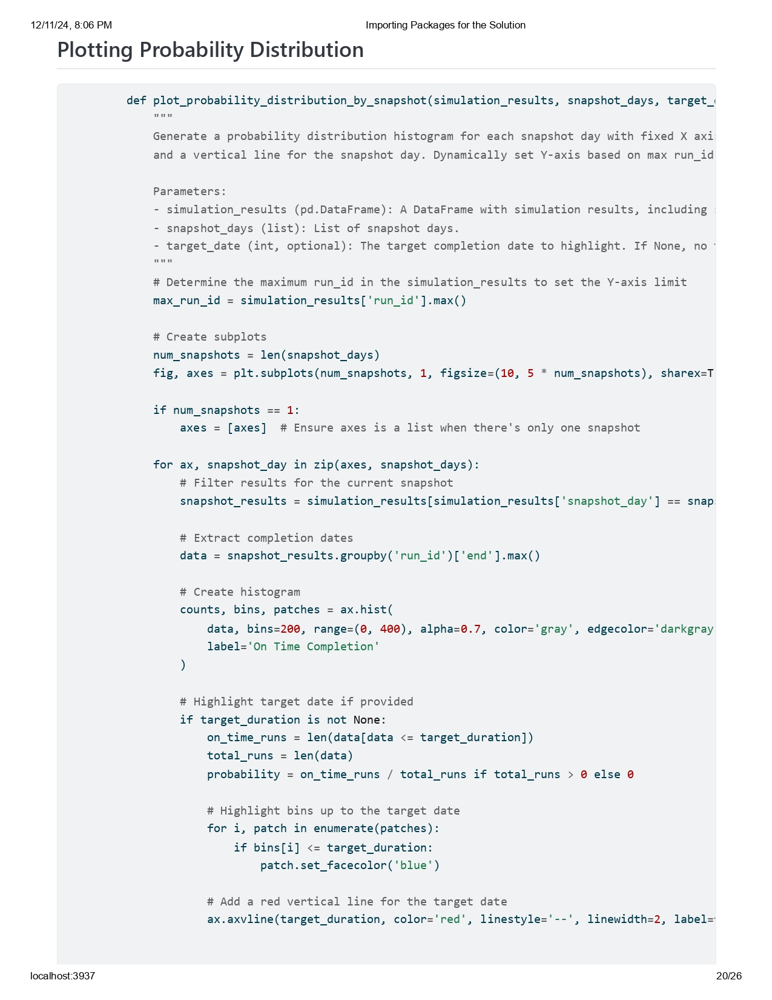 12/11/24, 8:06 PM
Importing Packages for the Solution
Plotting Probability Distribution
def plot_probability_distribution_by_snapshot(simulation_results, snapshot_days, target_
    """
    Generate a probability distribution histogram for each snapshot day with fixed X axi
    and a vertical line for the snapshot day. Dynamically set Y-axis based on max run_id

    Parameters:
    - simulation_results (pd.DataFrame): A DataFrame with simulation results, including
    - snapshot_days (list): List of snapshot days.
    - target_date (int, optional): The target completion date to highlight. If None, no
    """
    # Determine the maximum run_id in the simulation_results to set the Y-axis limit
    max_run_id = simulation_results['run_id'].max()

    # Create subplots
    num_snapshots = len(snapshot_days)
    fig, axes = plt.subplots(num_snapshots, 1, figsize=(10, 5 * num_snapshots), sharex=T

    if num_snapshots == 1:
        axes = [axes]  # Ensure axes is a list when there's only one snapshot

    for ax, snapshot_day in zip(axes, snapshot_days):
        # Filter results for the current snapshot
        snapshot_results = simulation_results[simulation_results['snapshot_day'] == snap

        # Extract completion dates
        data = snapshot_results.groupby('run_id')['end'].max()

        # Create histogram
        counts, bins, patches = ax.hist(
            data, bins=200, range=(0, 400), alpha=0.7, color='gray', edgecolor='darkgray
            label='On Time Completion'
        )

        # Highlight target date if provided
        if target_duration is not None:
            on_time_runs = len(data[data <= target_duration])
            total_runs = len(data)
            probability = on_time_runs / total_runs if total_runs > 0 else 0

            # Highlight bins up to the target date
            for i, patch in enumerate(patches):
                if bins[i] <= target_duration:
                    patch.set_facecolor('blue')

            # Add a red vertical line for the target date
            ax.axvline(target_duration, color='red', linestyle='--', linewidth=2, label=
localhost:3937
20/26